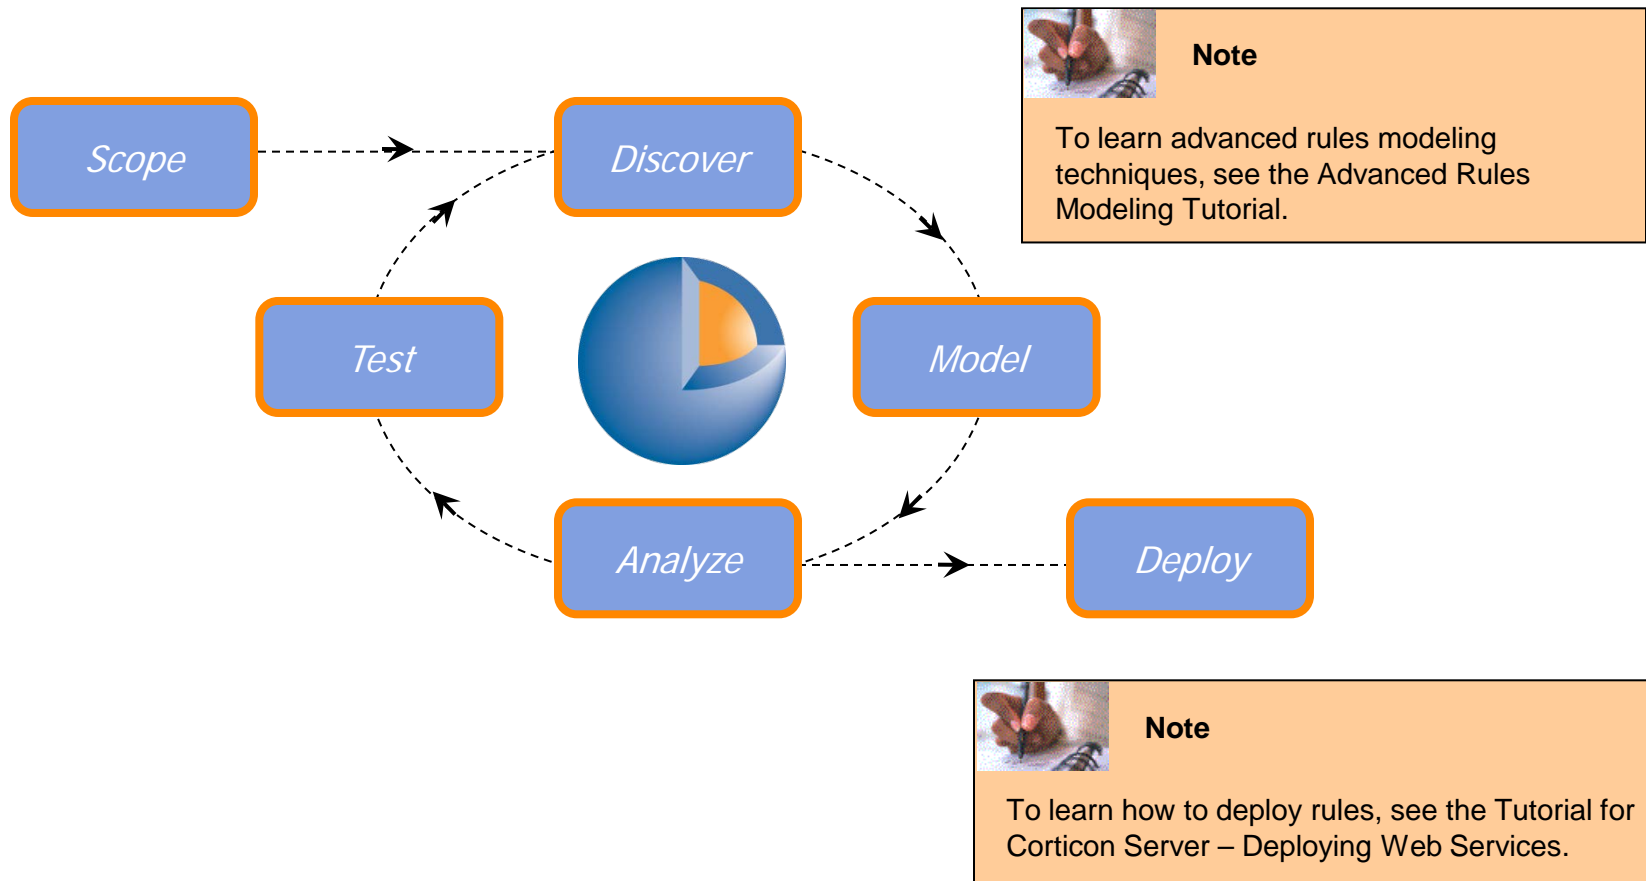 Note
To learn advanced rules modeling
techniques, see the Advanced Rules
Modeling Tutorial.
Scope
Discover
Test
Model
Analyze
Deploy
Note
To learn how to deploy rules, see the Tutorial for
Corticon Server – Deploying Web Services.